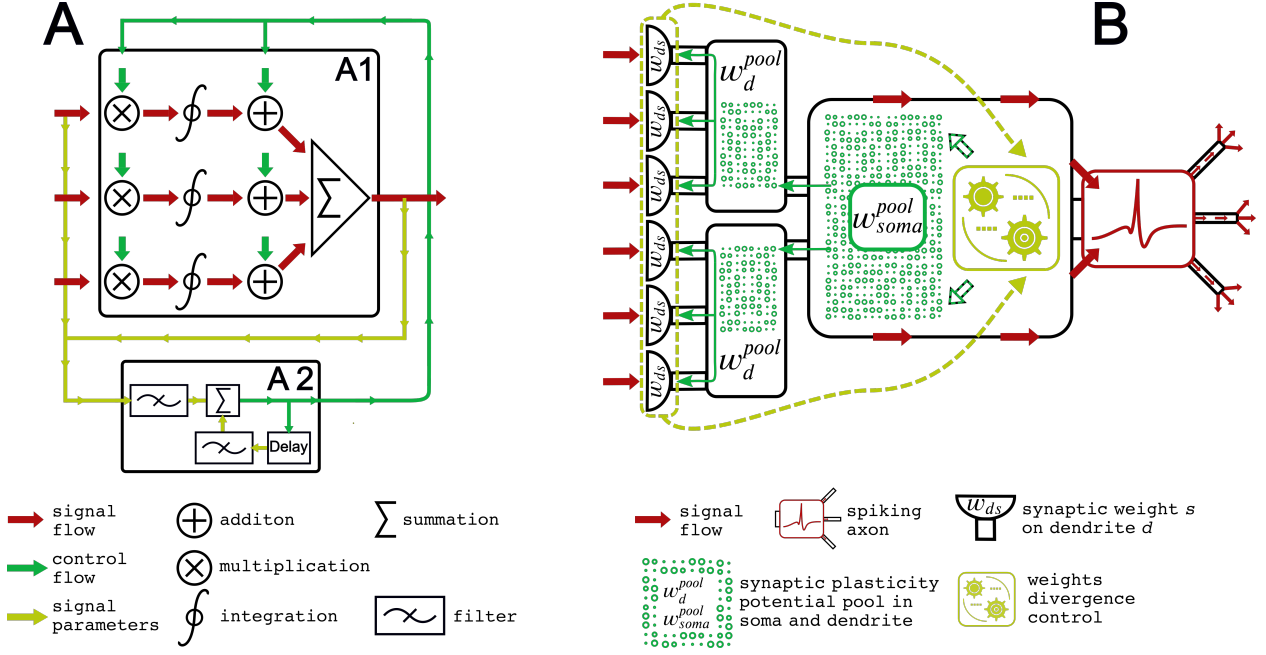 A
A1
Σ
A 2
Σ
Delay
signal
flow
additon
Σ
summation
control
flow
multiplication
signal
parameters
integration
filter
B
w_ds
w_ds
w_ds
w_ds
w_ds
w_ds
w_d^pool
w_d^pool
w_soma^pool
signal
flow
spiking
axon
w_ds
synaptic weight s
on dendrite d
w_d^pool
w_soma^pool
synaptic plasticity
potential pool in
soma and dendrite
weights
divergence
control